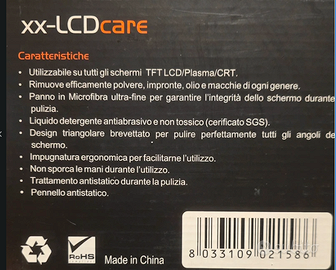 xx-LCDcare
Caratteristiche
• Utilizzabile su tutti gli schermi TFT LCD/Plasma/CRT.
• Rimuove efficamente polvere, impronte, olio e macchie di ogni genere.
• Panno in Microfibra ultra-fine per garantire l'integrità dello schermo durante
pulizia.
• Liquido detergente antiabrasivo e non tossico (cerificato SGS).
• Design triangolare brevettato per pulire perfettamente tutti gli angoli de
schermo.
• Impugnatura ergonomica per facilitarne l'utilizzo.
• Non sporca le mani durante l'utilizzo.
• Trattamento antistatico durante la pulizia.
• Pennello antistatico.
RoHS
Made in China
8 033109 021586